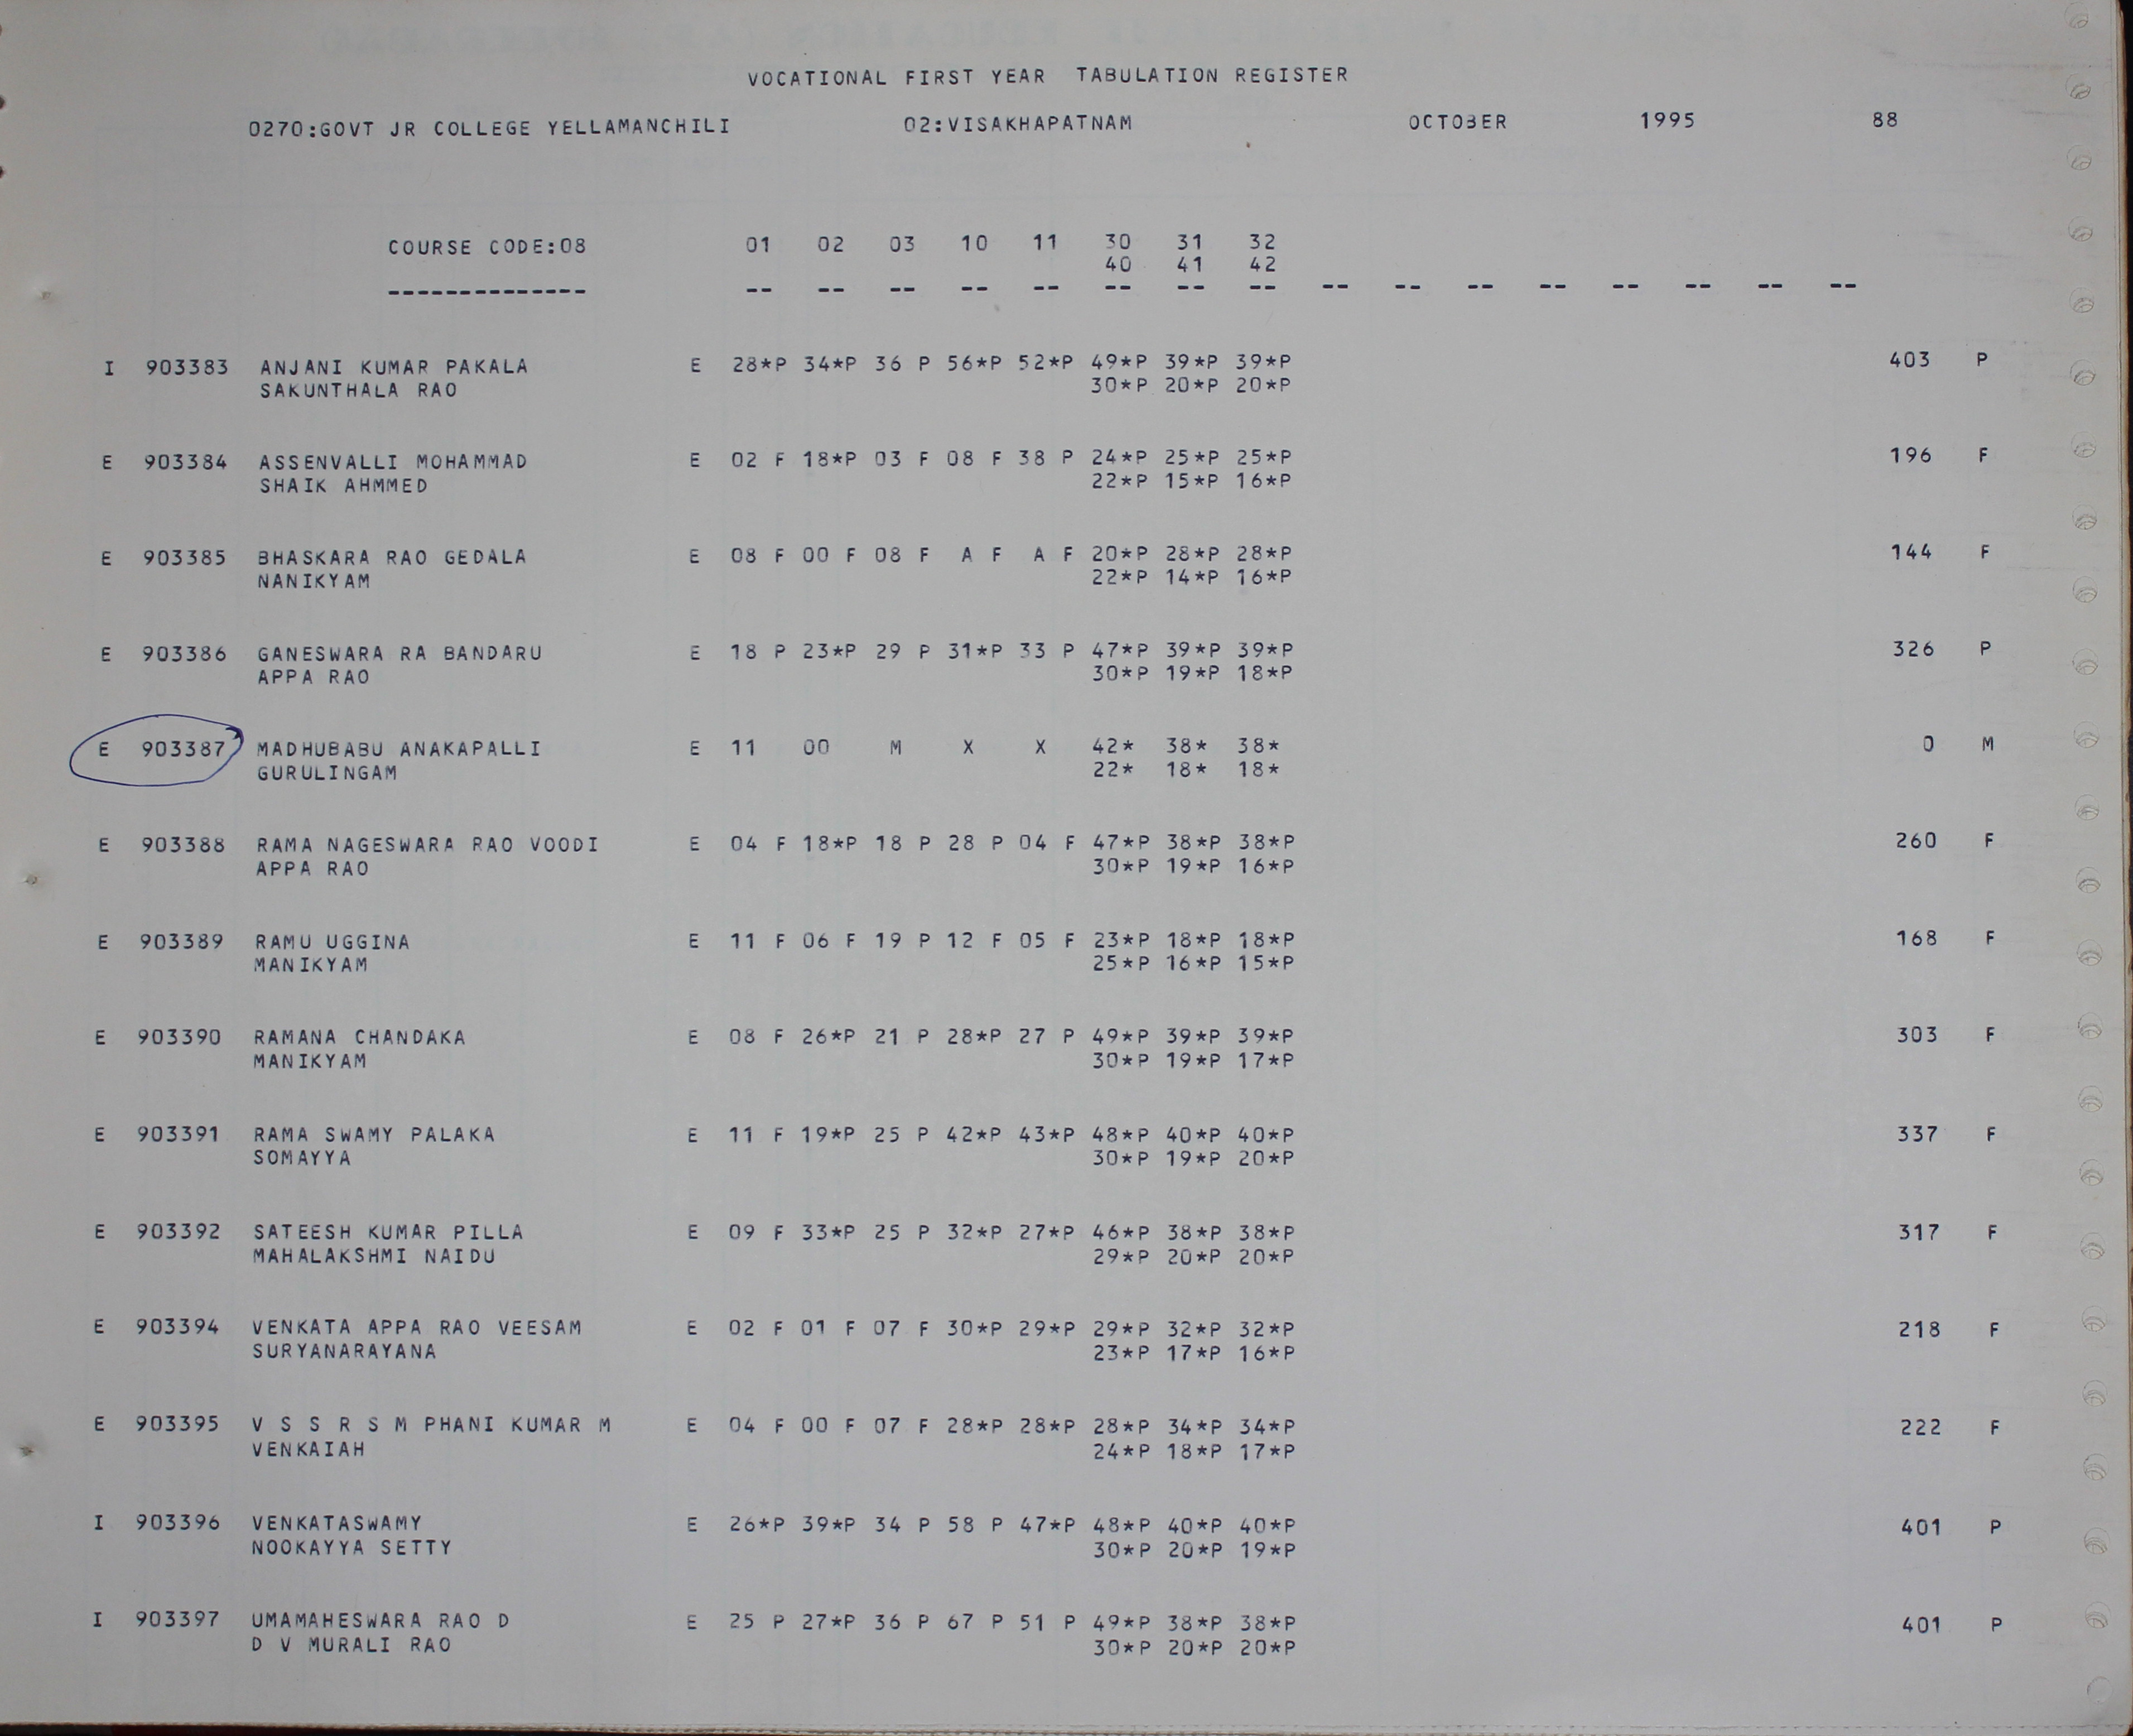 VOCATIONAL FIRST YEAR TABULATION REGISTER
0270:GOVT JR COLLEGE YELLAMANCHILI 02:VISAKHAPATNAM OCTOBER 1995 88
COURSE CODE:08 01 02 03 10 11 30 31 32
40 41 42
-------------- -- -- -- -- -- -- -- -- -- -- -- -- -- -- -- --
I 903383 ANJANI KUMAR PAKALA E 28*P 34*P 36 P 56*P 52*P 49*P 39*P 39*P 403 P
SAKUNTHALA RAO 30*P 20*P 20*P
E 903384 ASSENVALLI MOHAMMAD E 02 F 18*P 03 F 08 F 38 P 24*P 25*P 25*P 196 F
SHAIK AHMMED 22*P 15*P 16*P
E 903385 BHASKARA RAO GEDALA E 08 F 00 F 08 F A F A F 20*P 28*P 28*P 144 F
NANIKYAM 22*P 14*P 16*P
E 903386 GANESWARA RA BANDARU E 18 P 23*P 29 P 31*P 33 P 47*P 39*P 39*P 326 P
APPA RAO 30*P 19*P 18*P
E 903387 MADHUBABU ANAKAPALLI E 11 00 M X X 42* 38* 38* 0 M
GURULINGAM 22* 18* 18*
E 903388 RAMA NAGESWARA RAO VOODI E 04 F 18*P 18 P 28 P 04 F 47*P 38*P 38*P 260 F
APPA RAO 30*P 19*P 16*P
E 903389 RAMU UGGINA E 11 F 06 F 19 P 12 F 05 F 23*P 18*P 18*P 168 F
MANIKYAM 25*P 16*P 15*P
E 903390 RAMANA CHANDAKA E 08 F 26*P 21 P 28*P 27 P 49*P 39*P 39*P 303 F
MANIKYAM 30*P 19*P 17*P
E 903391 RAMA SWAMY PALAKA E 11 F 19*P 25 P 42*P 43*P 48*P 40*P 40*P 337 F
SOMAYYA 30*P 19*P 20*P
E 903392 SATEESH KUMAR PILLA E 09 F 33*P 25 P 32*P 27*P 46*P 38*P 38*P 317 F
MAHALAKSHMI NAIDU 29*P 20*P 20*P
E 903394 VENKATA APPA RAO VEESAM E 02 F 01 F 07 F 30*P 29*P 29*P 32*P 32*P 218 F
SURYANARAYANA 23*P 17*P 16*P
E 903395 V S S R S M PHANI KUMAR M E 04 F 00 F 07 F 28*P 28*P 28*P 34*P 34*P 222 F
VENKAIAH 24*P 18*P 17*P
I 903396 VENKATASWAMY E 26*P 39*P 34 P 58 P 47*P 48*P 40*P 40*P 401 P
NOOKAYYA SETTY 30*P 20*P 19*P
I 903397 UMAMAHESWARA RAO D E 25 P 27*P 36 P 67 P 51 P 49*P 38*P 38*P 401 P
D V MURALI RAO 30*P 20*P 20*P